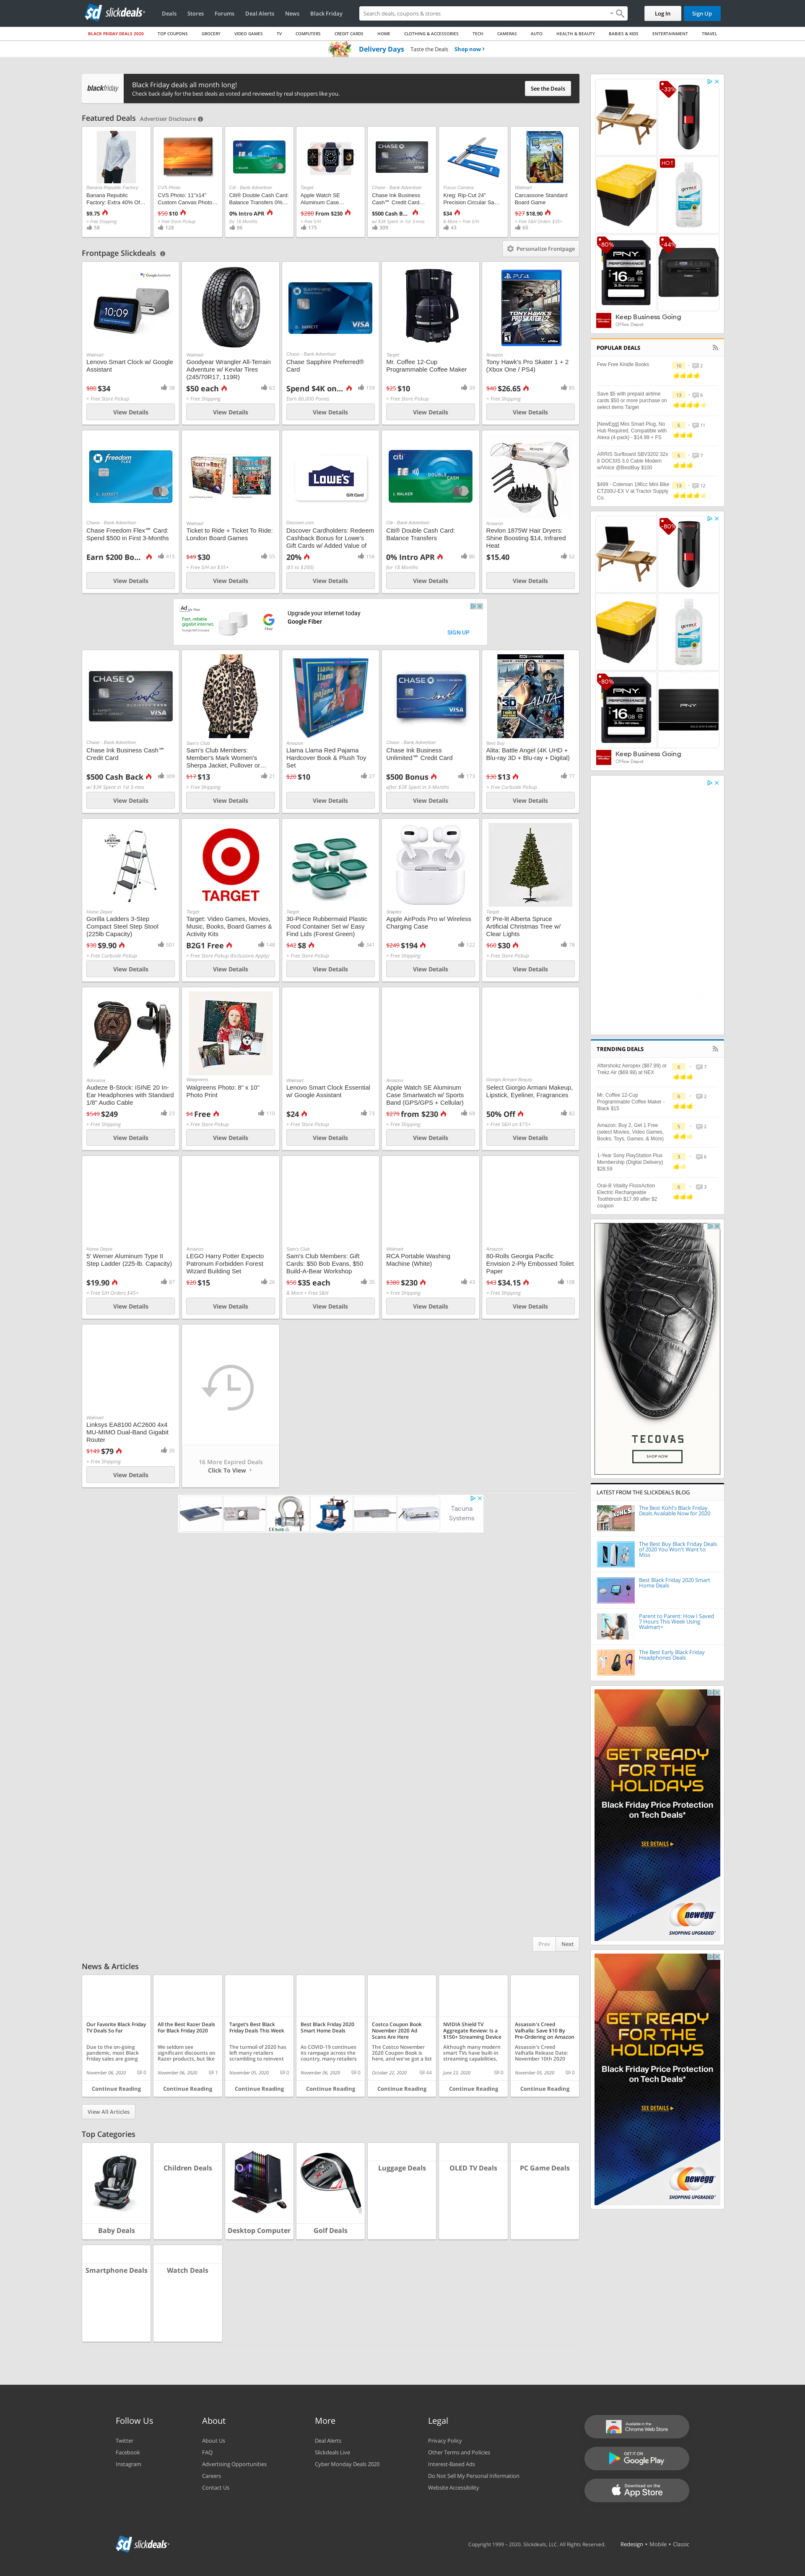 slickdeals
Deals
Stores
Forums
Deal Alerts
News
Black Friday
Search deals, coupons & stores
Log In
Sign Up
BLACK FRIDAY DEALS 2020
TOP COUPONS
GROCERY
VIDEO GAMES
TV
COMPUTERS
CREDIT CARDS
HOME
CLOTHING & ACCESSORIES
TECH
CAMERAS
AUTO
HEALTH & BEAUTY
BABIES & KIDS
ENTERTAINMENT
TRAVEL
Delivery Days Taste the Deals Shop now
blackfriday
Black Friday deals all month long!
Check back daily for the best deals as voted and reviewed by real shoppers like you.
See the Deals
Featured Deals Advertiser Disclosure
Banana Republic Factory
Banana Republic
Factory: Extra 40% Of...
$9.75
+ Free Shipping
58
CVS Photo
CVS Photo: 11"x14"
Custom Canvas Photo...
$50 $10
+ Free Store Pickup
128
Citi - Bank Advertiser
Citi® Double Cash Card:
Balance Transfers 0%...
0% Intro APR
for 18 Months
86
Target
Apple Watch SE
Aluminum Case...
$280 From $230
+ Free S/H
175
Chase - Bank Advertiser
Chase Ink Business
Cash℠ Credit Card...
$500 Cash B...
w/ $3K Spent in 1st 3-mos
309
Focus Camera
Kreg: Rip-Cut 24"
Precision Circular Sa...
$34
& More + Free S/H
43
Walmart
Carcassone Standard
Board Game
$27 $18.90
+ Free S&H Orders $35+
65
Frontpage Slickdeals
Personalize Frontpage
Walmart
Lenovo Smart Clock w/ Google
Assistant
$80 $34
38
+ Free Store Pickup
View Details
Walmart
Goodyear Wrangler All-Terrain
Adventure w/ Kevlar Tires
(245/70R17, 119R)
$50 each
63
+ Free Shipping
View Details
Chase - Bank Advertiser
Chase Sapphire Preferred®
Card
Spend $4K on...
159
Earn 80,000 Points
View Details
Target
Mr. Coffee 12-Cup
Programmable Coffee Maker
$25 $10
39
+ Free Store Pickup
View Details
Amazon
Tony Hawk's Pro Skater 1 + 2
(Xbox One / PS4)
$40 $26.65
85
+ Free Shipping
View Details
Chase - Bank Advertiser
Chase Freedom Flex℠ Card:
Spend $500 in First 3-Months
Earn $200 Bo...
415
View Details
Walmart
Ticket to Ride + Ticket To Ride:
London Board Games
$49 $30
55
+ Free S/H on $35+
View Details
LOWE'S
Gift Card
Discover.com
Discover Cardholders: Redeem
Cashback Bonus for Lowe's
Gift Cards w/ Added Value of
20%
156
($5 to $200)
View Details
Citi - Bank Advertiser
Citi® Double Cash Card:
Balance Transfers
0% Intro APR
86
for 18 Months
View Details
Amazon
Revlon 1875W Hair Dryers:
Shine Boosting $14, Infrared
Heat
$15.40
52
View Details
Ad
Fast, reliable
gigabit internet.
Google
Fiber
Upgrade your internet today
Google Fiber
SIGN UP
Chase - Bank Advertiser
Chase Ink Business Cash℠
Credit Card
$500 Cash Back
309
w/ $3K Spent in 1st 3-mos
View Details
Sam's Club
Sam's Club Members:
Member's Mark Women's
Sherpa Jacket, Pullover or...
$17 $13
21
+ Free Shipping
View Details
Amazon
Llama Llama Red Pajama
Hardcover Book & Plush Toy
Set
$20 $10
27
View Details
Chase - Bank Advertiser
Chase Ink Business
Unlimited℠ Credit Card
$500 Bonus
173
after $3K Spent in 3-Months
View Details
Best Buy
Alita: Battle Angel (4K UHD +
Blu-ray 3D + Blu-ray + Digital)
$30 $13
77
+ Free Curbside Pickup
View Details
Home Depot
Gorilla Ladders 3-Step
Compact Steel Step Stool
(225lb Capacity)
$30 $9.90
501
+ Free Curbside Pickup
View Details
TARGET
Target
Target: Video Games, Movies,
Music, Books, Board Games &
Activity Kits
B2G1 Free
148
+ Free Store Pickup (Exclusions Apply)
View Details
Target
30-Piece Rubbermaid Plastic
Food Container Set w/ Easy
Find Lids (Forest Green)
$42 $8
341
+ Free Store Pickup
View Details
Staples
Apple AirPods Pro w/ Wireless
Charging Case
$249 $194
122
+ Free Shipping
View Details
Target
6' Pre-lit Alberta Spruce
Artificial Christmas Tree w/
Clear Lights
$60 $30
78
+ Free Store Pickup
View Details
Adorama
Audeze B-Stock: iSINE 20 In-
Ear Headphones with Standard
1/8" Audio Cable
$549 $249
23
+ Free Shipping
View Details
Walgreens
Walgreens Photo: 8" x 10"
Photo Print
$4 Free
110
+ Free Store Pickup
View Details
Walmart
Lenovo Smart Clock Essential
w/ Google Assistant
$24
73
+ Free Store Pickup
View Details
Amazon
Apple Watch SE Aluminum
Case Smartwatch w/ Sports
Band (GPS/GPS + Cellular)
$279 from $230
69
+ Free Shipping
View Details
Giorgio Armani Beauty
Select Giorgio Armani Makeup,
Lipstick, Eyeliner, Fragrances
50% Off
82
+ Free S&H on $75+
View Details
Home Depot
5' Werner Aluminum Type II
Step Ladder (225-lb. Capacity)
$19.90
87
+ Free S/H Orders $45+
View Details
Amazon
LEGO Harry Potter Expecto
Patronum Forbidden Forest
Wizard Building Set
$20 $15
26
View Details
Sam's Club
Sam's Club Members: Gift
Cards: $50 Bob Evans, $50
Build-A-Bear Workshop
$50 $35 each
& More + Free S&H
View Details
Walmart
RCA Portable Washing
Machine (White)
$380 $230
43
+ Free Shipping
View Details
Amazon
80-Rolls Georgia Pacific
Envision 2-Ply Embossed Toilet
Paper
$43 $34.15
108
+ Free Shipping
View Details
Walmart
Linksys EA8100 AC2600 4x4
MU-MIMO Dual-Band Gigabit
Router
$149 $79
+ Free Shipping
View Details
16 More Expired Deals
Click To View
Tacuna
Systems
Prev
Next
News & Articles
Our Favorite Black Friday
TV Deals So Far
Due to the on-going
pandemic, most Black
Friday sales are going
November 06, 2020
0
Continue Reading
All the Best Razer Deals
For Black Friday 2020
We seldom see
significant discounts on
Razer products, but like
November 06, 2020
1
Continue Reading
Target's Best Black
Friday Deals This Week
The turmoil of 2020 has
left many retailers
scrambling to reinvent
November 05, 2020
0
Continue Reading
Best Black Friday 2020
Smart Home Deals
As COVID-19 continues
its rampage across the
country, many retailers
November 06, 2020
0
Continue Reading
Costco Coupon Book
November 2020 Ad
Scans Are Here
The Costco November
2020 Coupon Book is
here, and we've got a list
October 22, 2020
44
Continue Reading
NVIDIA Shield TV
Aggregate Review: Is a
$150+ Streaming Device
Although many modern
smart TVs have built-in
streaming capabilities,
June 23, 2020
0
Continue Reading
Assassin's Creed
Valhalla: Save $10 By
Pre-Ordering on Amazon
Assassin's Creed
Valhalla Release Date:
November 10th 2020
November 05, 2020
0
Continue Reading
View All Articles
Top Categories
Baby Deals
Children Deals
Desktop Computer
Golf Deals
Luggage Deals
OLED TV Deals
PC Game Deals
Smartphone Deals
Watch Deals
-33%
HOT
-80%
-44%
Keep Business Going
Office Depot
POPULAR DEALS
Few Free Kindle Books
10
2
Save $5 with prepaid airtime
cards $50 or more purchase on
select items Target
13
6
[NewEgg] Mini Smart Plug, No
Hub Required, Compatible with
Alexa (4-pack) - $14.99 + FS
5
11
ARRIS Surfboard SBV3202 32x
8 DOCSIS 3.0 Cable Modem
w/Voice @BestBuy $100
6
7
$499 - Coleman 196cc Mini Bike
CT200U-EX V at Tractor Supply
Co.
13
12
-80%
-80%
Keep Business Going
Office Depot
TRENDING DEALS
Aftershokz Aeropex ($87.99) or
Trekz Air ($69.98) at NEX
6
7
Mr. Coffee 12-Cup
Programmable Coffee Maker -
Black $15
8
2
Amazon: Buy 2, Get 1 Free
(select Movies, Video Games,
Books, Toys, Games, & More)
5
2
1-Year Sony PlayStation Plus
Membership (Digital Delivery)
$28.59
3
6
Oral-B Vitality FlossAction
Electric Rechargeable
Toothbrush $17.99 after $2
coupon
6
3
TECOVAS
SHOP NOW
LATEST FROM THE SLICKDEALS BLOG
The Best Kohl's Black Friday
Deals Available Now for 2020
The Best Buy Black Friday Deals
of 2020 You Won't Want to
Miss
Best Black Friday 2020 Smart
Home Deals
Parent to Parent: How I Saved
7 Hours This Week Using
Walmart+
The Best Early Black Friday
Headphones Deals
GET READY
FOR THE
HOLIDAYS
Black Friday Price Protection
on Tech Deals*
SEE DETAILS
newegg
SHOPPING UPGRADED™
GET READY
FOR THE
HOLIDAYS
Black Friday Price Protection
on Tech Deals*
SEE DETAILS
newegg
SHOPPING UPGRADED™
Follow Us
Twitter
Facebook
Instagram
About
About Us
FAQ
Advertising Opportunities
Careers
Contact Us
More
Deal Alerts
Slickdeals Live
Cyber Monday Deals 2020
Legal
Privacy Policy
Other Terms and Policies
Interest-Based Ads
Do Not Sell My Personal Information
Website Accessibility
Available in the
Chrome Web Store
GET IT ON
Google Play
Download on the
App Store
slickdeals
Copyright 1999 - 2020. Slickdeals, LLC. All Rights Reserved.
Redesign • Mobile • Classic